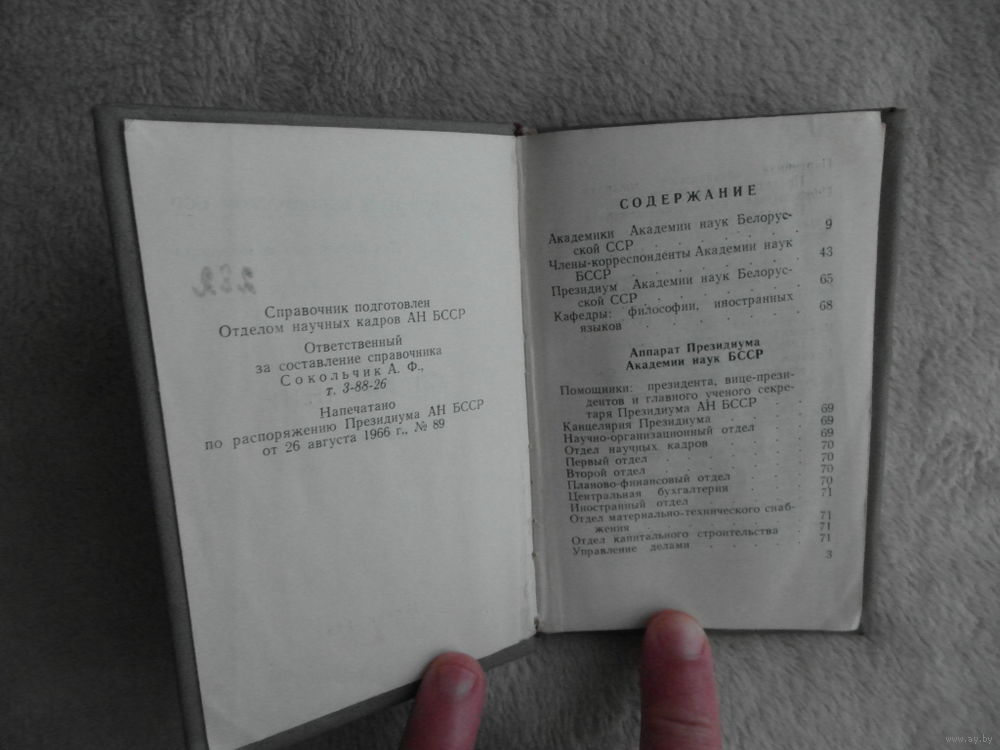 282
Справочник подготовлен
Отделом научных кадров АН БССР
Ответственный
за составление справочника
Сокольчик А. Ф.,
т. 3-88-26
Напечатано
по распоряжению Президиума АН БССР
от 26 августа 1966 г., № 89
СОДЕРЖАНИЕ
Академики Академии наук Белорус-
ской ССР . . . . . . 9
Члены-корреспонденты Академии наук
БССР . . . . . . . 43
Президиум Академии наук Белорус-
ской ССР . . . . . . 65
Кафедры: философии, иностранных
языков . . . . . . . 68
Аппарат Президиума
Академии наук БССР
Помощники: президента, вице-прези-
дентов и главного ученого секре-
таря Президиума АН БССР . . 69
Канцелярия Президиума . . . . 69
Научно-организационный отдел . . 69
Отдел научных кадров . . . . 70
Первый отдел . . . . . . 70
Второй отдел . . . . . . 70
Планово-финансовый отдел . . . 70
Центральная бухгалтерия . . . 71
Иностранный отдел . . . . .
Отдел материально-технического снаб-
жения . . . . . . . 71
Отдел капитального строительства . 71
Управление делами . . . . . 71
3
www.ay.by